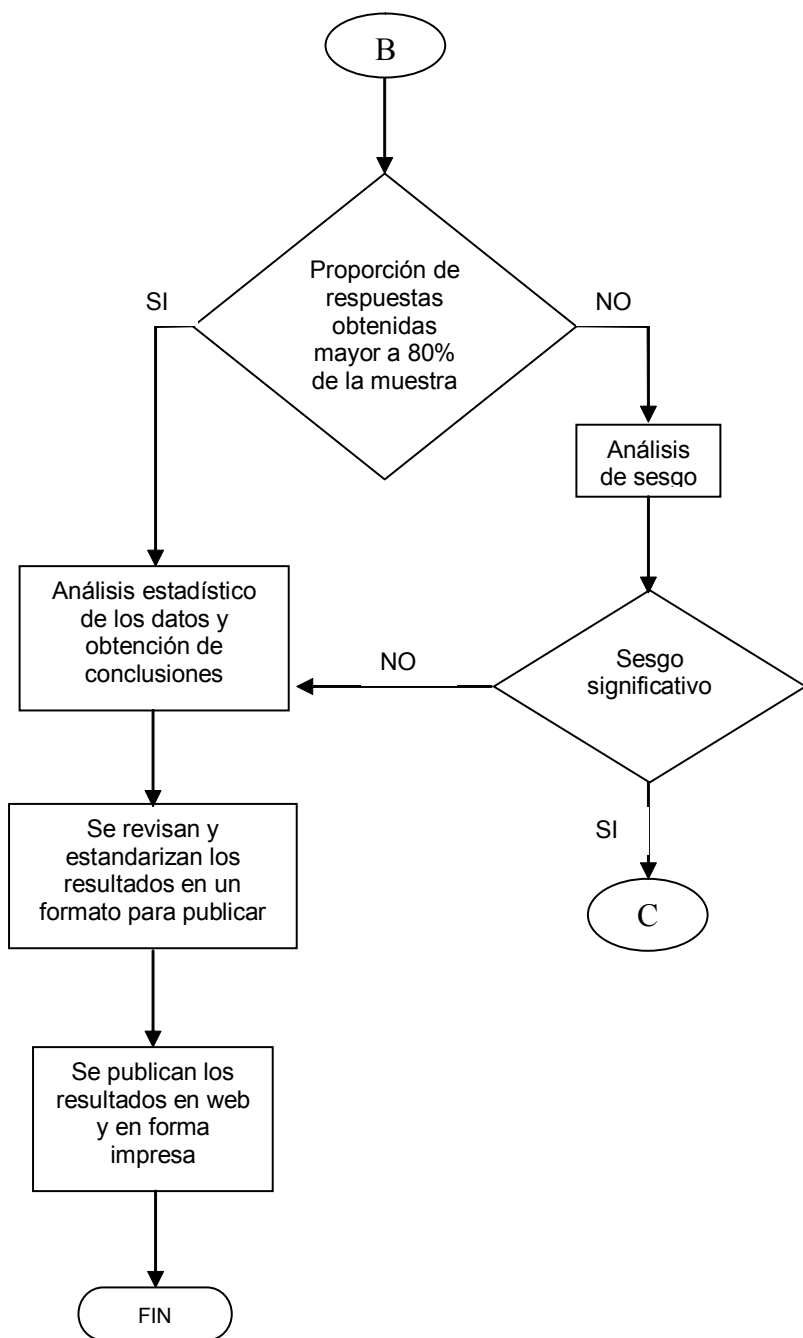 B
Proporción de
respuestas
obtenidas
mayor a 80%
de la muestra
SI
NO
Análisis
de sesgo
Análisis estadístico
de los datos y
obtención de
conclusiones
NO
Sesgo
significativo
Se revisan y
estandarizan los
resultados en un
formato para publicar
SI
C
Se publican los
resultados en web
y en forma
impresa
FIN